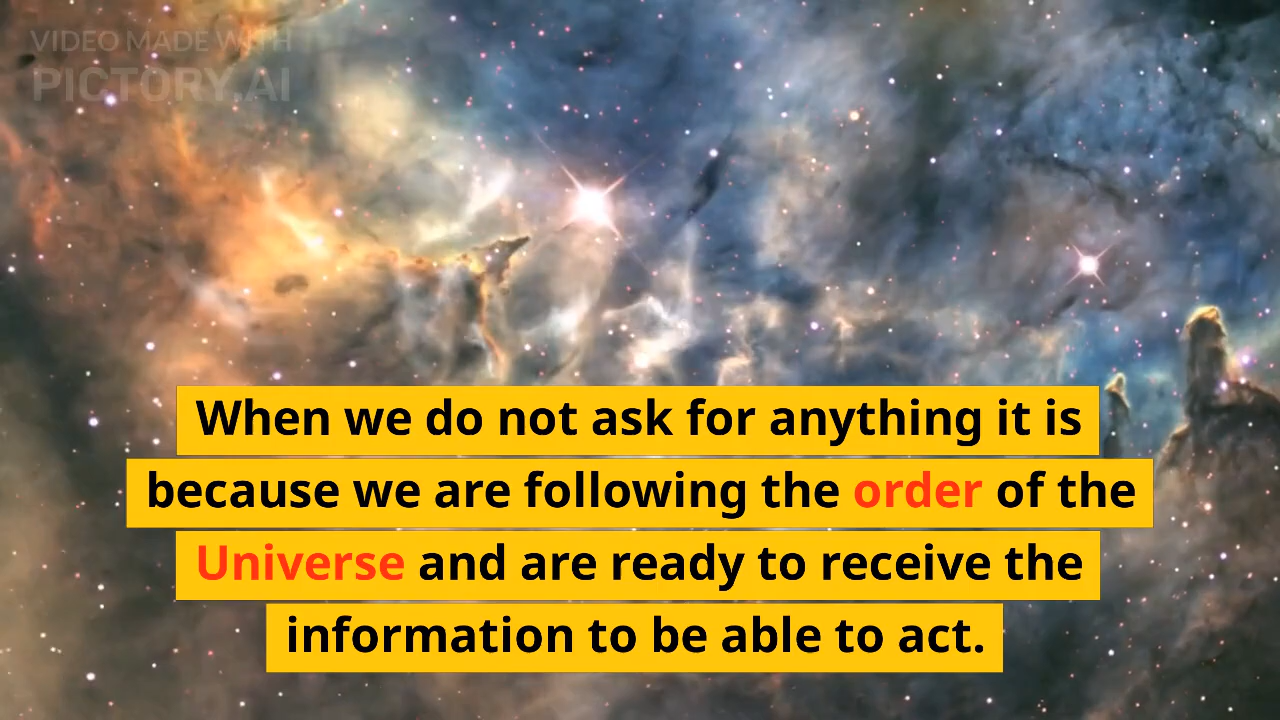 VIDEO MADE WITH
PICTORY.AI
When we do not ask for anything it is
because we are following the order of the
Universe and are ready to receive the
information to be able to act.